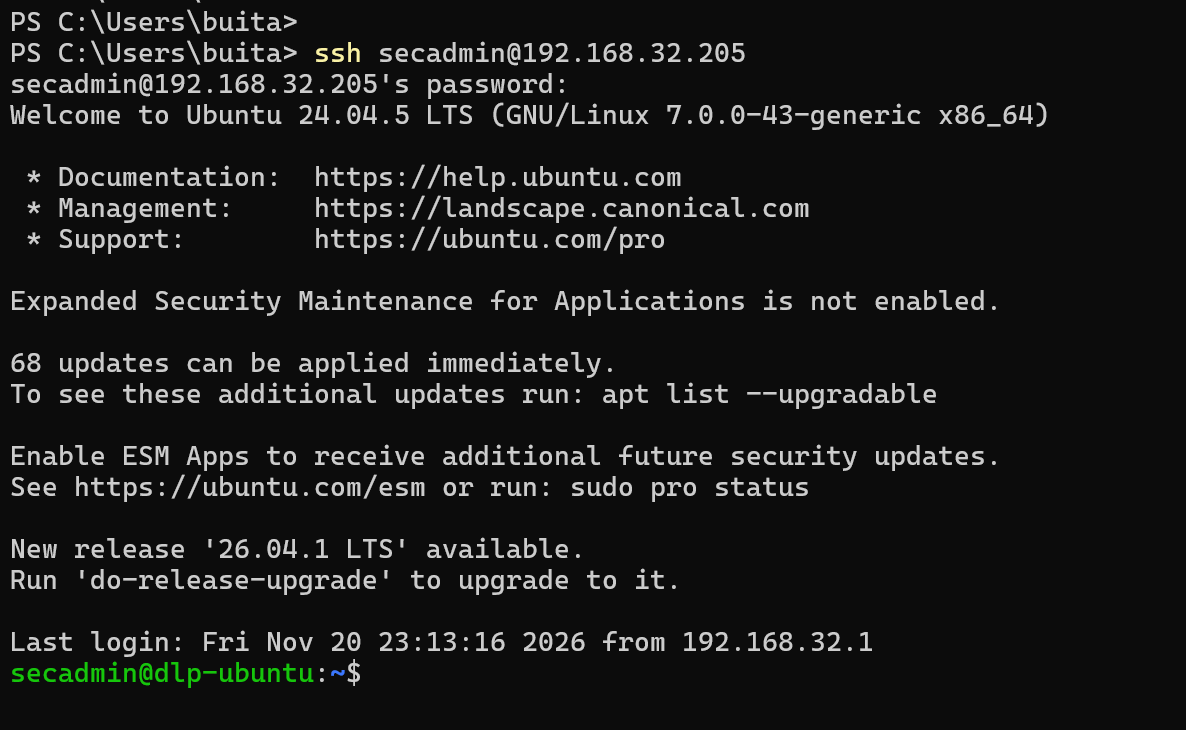 PS C:\Users\buita>
PS C:\Users\buita> ssh secadmin@192.168.32.205
secadmin@192.168.32.205's password:
Welcome to Ubuntu 24.04.5 LTS (GNU/Linux 7.0.0-43-generic x86_64)

 * Documentation:  https://help.ubuntu.com
 * Management:     https://landscape.canonical.com
 * Support:        https://ubuntu.com/pro

Expanded Security Maintenance for Applications is not enabled.

68 updates can be applied immediately.
To see these additional updates run: apt list --upgradable

Enable ESM Apps to receive additional future security updates.
See https://ubuntu.com/esm or run: sudo pro status

New release '26.04.1 LTS' available.
Run 'do-release-upgrade' to upgrade to it.

Last login: Fri Nov 20 23:13:16 2026 from 192.168.32.1
secadmin@dlp-ubuntu:~$